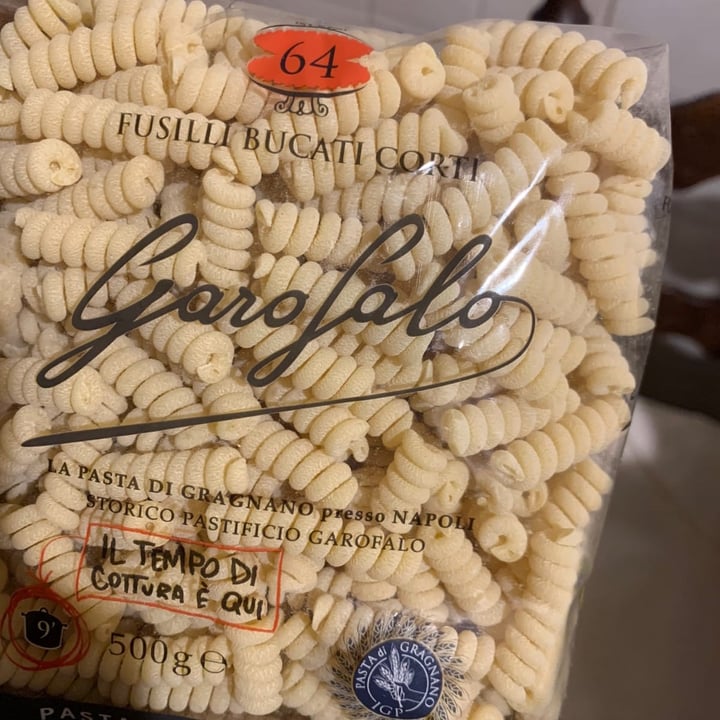 64
FUSILLI BUCATI CORTI
Garofalo
LA PASTA DI GRAGNANO presso NAPOLI
STORICO PASTIFICIO GAROFALO
IL TEMPO DI
COTTURA È QUI
9'
500g ℮
PASTA di GRAGNANO
IGP
PASTA